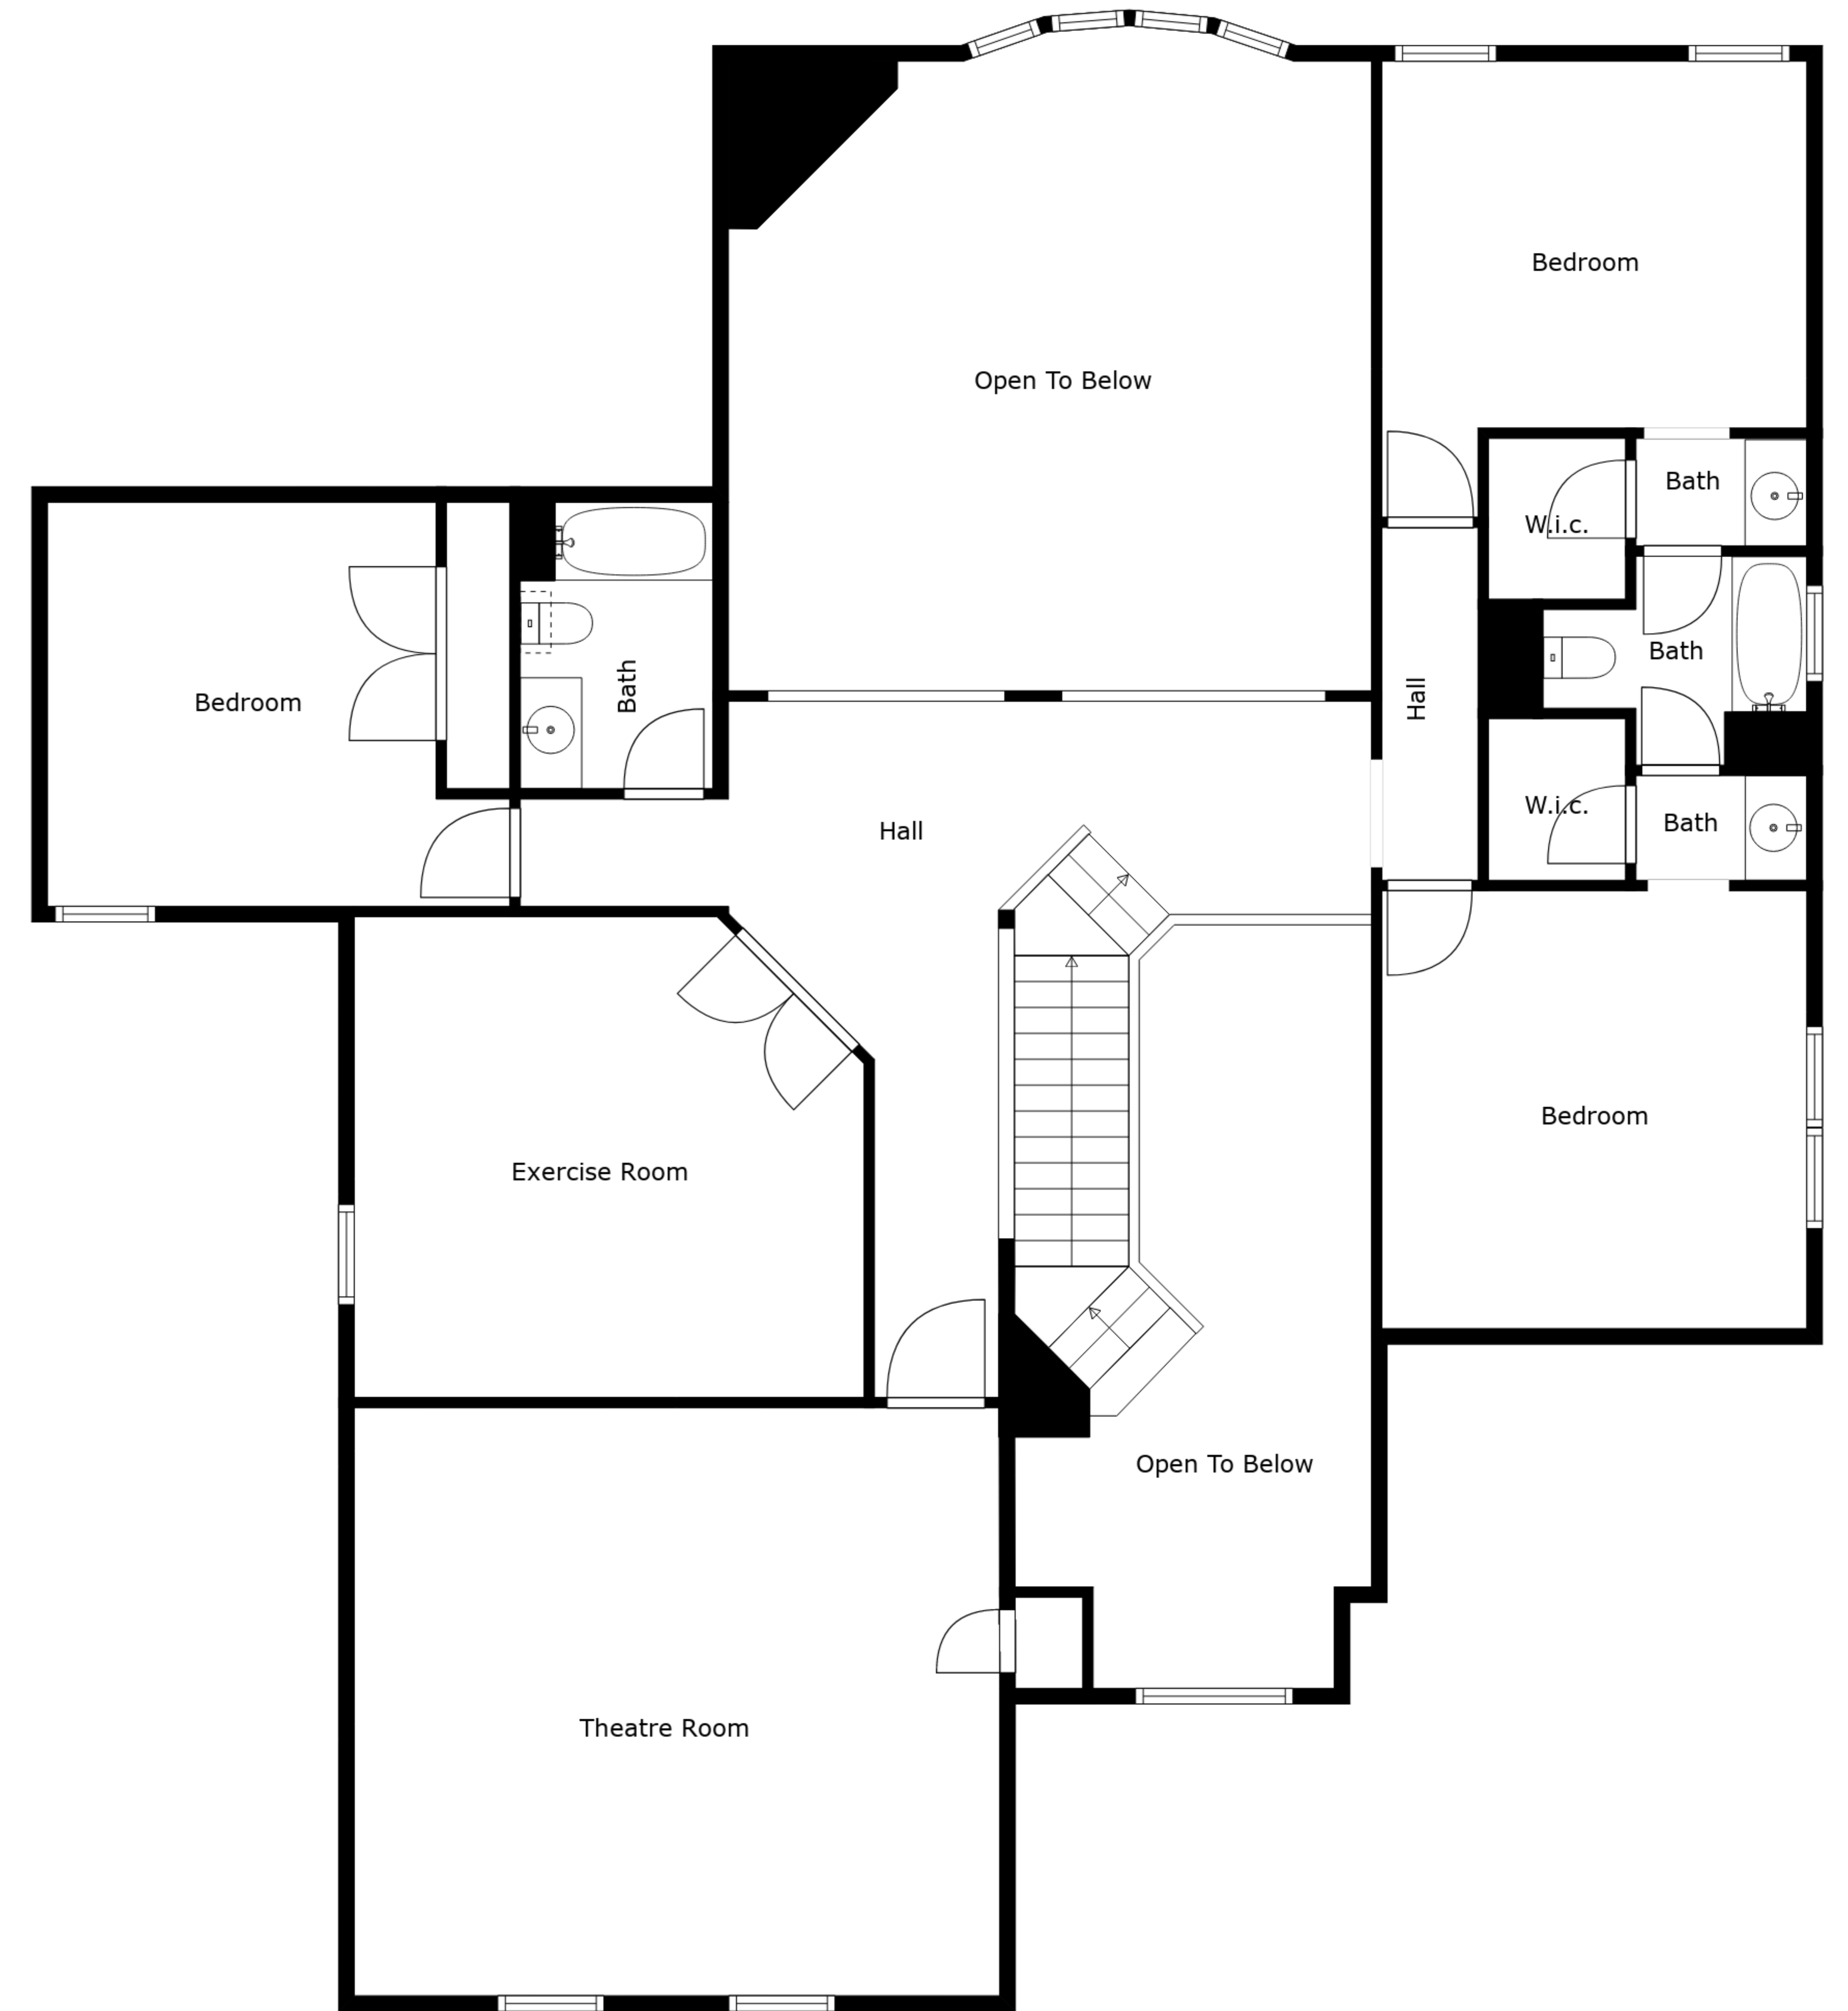 Bedroom
Open To Below
Bath
W.i.c.
Bath
Bath
Hall
Bedroom
W.i.c.
Bath
Hall
Bedroom
Exercise Room
Open To Below
Theatre Room